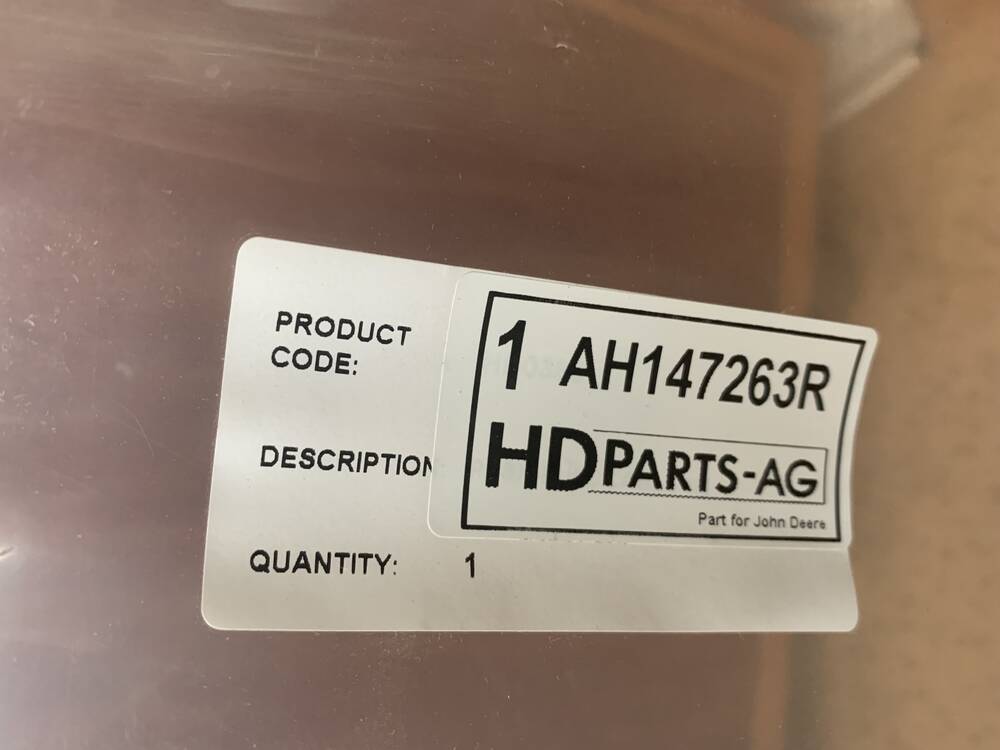 PRODUCT
CODE:
DESCRIPTION
QUANTITY: 1
1 AH147263R
HDPARTS-AG
Part for John Deere